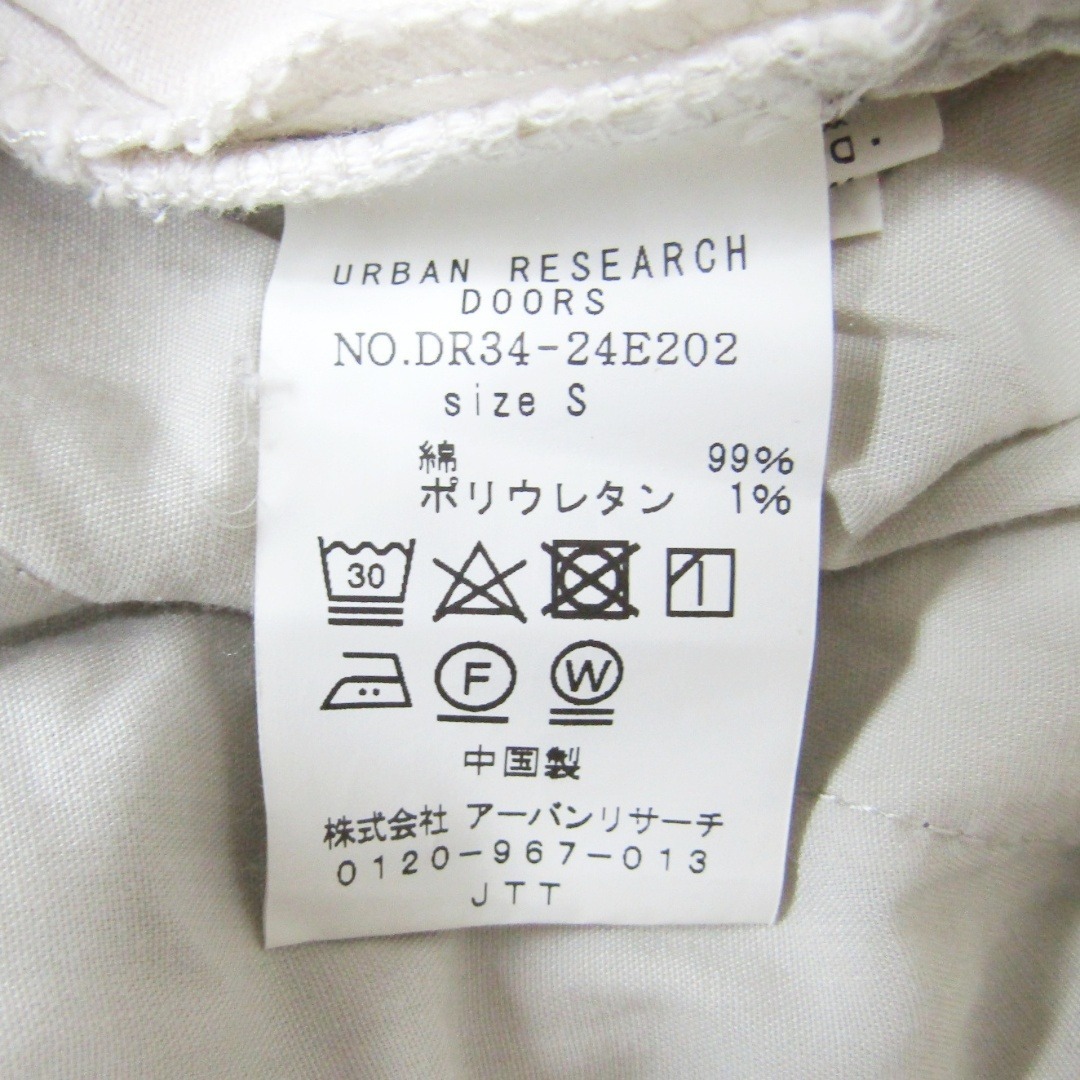 URBAN RESEARCH
DOORS
NO.DR34-24E202
size S
綿 99%
ポリウレタン 1%
30
F W
中国製
株式会社 アーバンリサーチ
0120-967-013
JTT